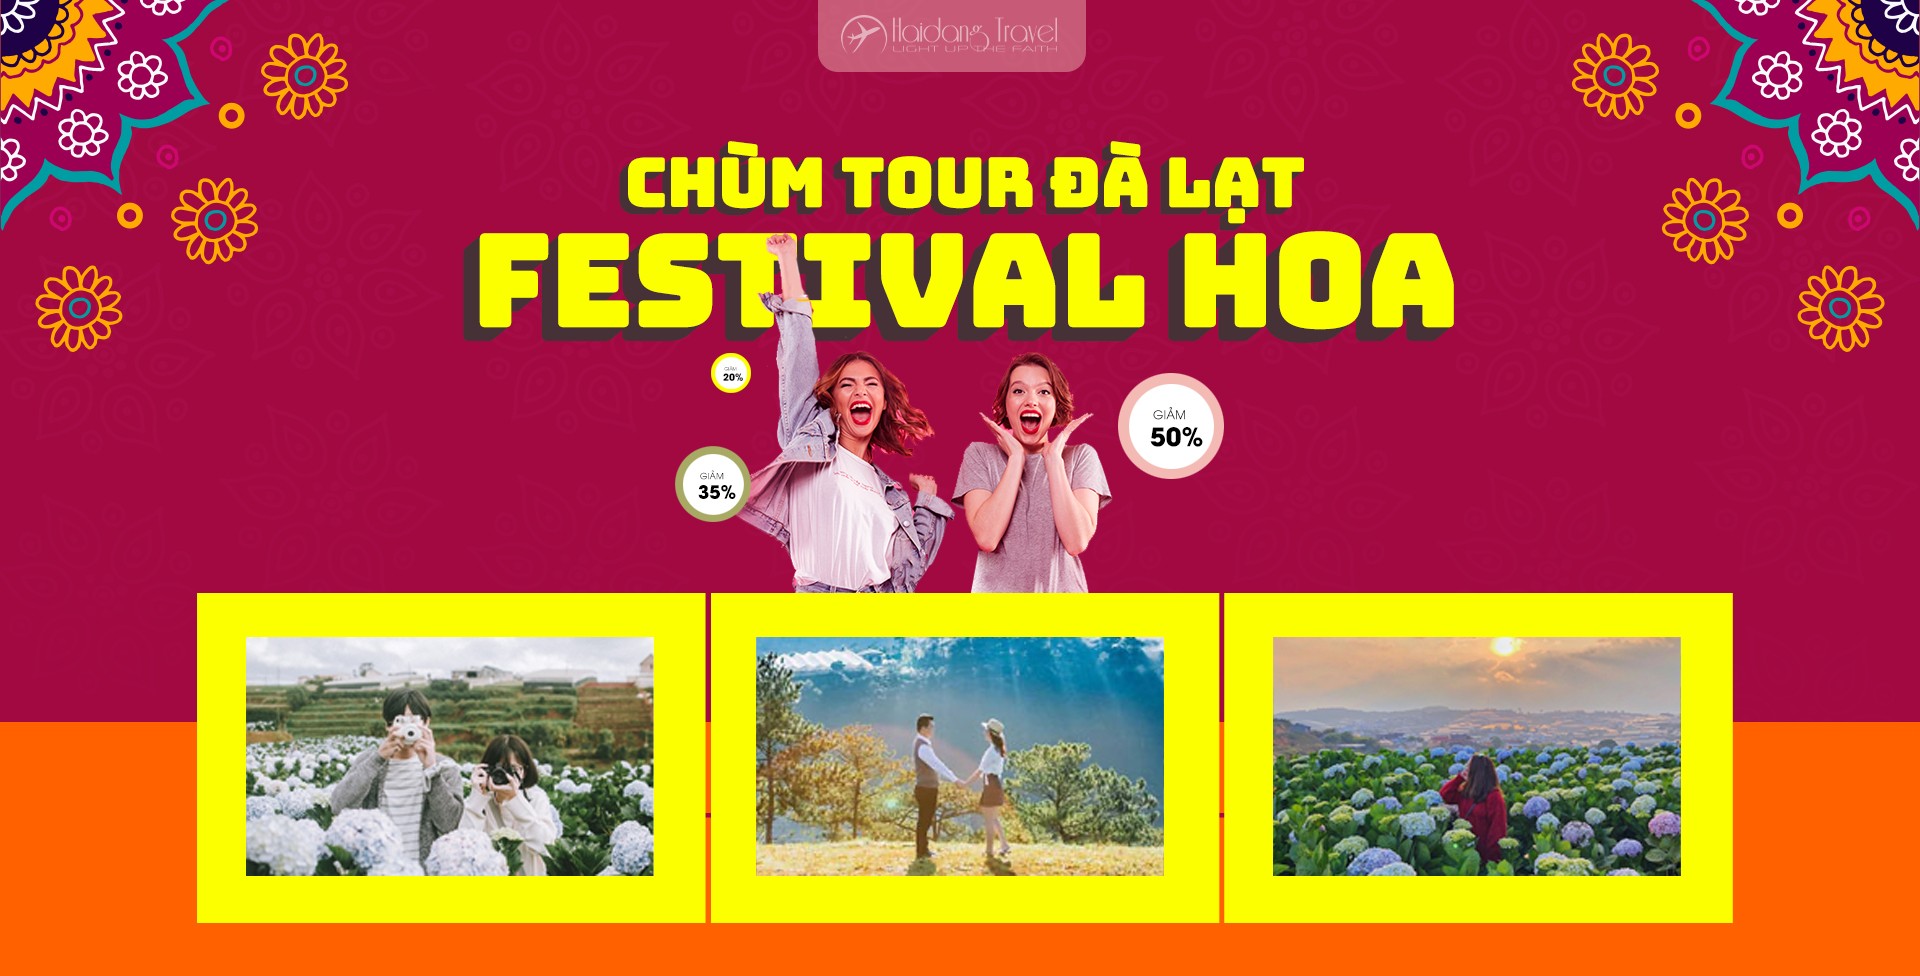 Haidang Travel
LIGHT UP THE FAITH
CHÙM TOUR ĐÀ LẠT
FESTIVAL HOA
GIẢM
20%
GIẢM
50%
GIẢM
35%